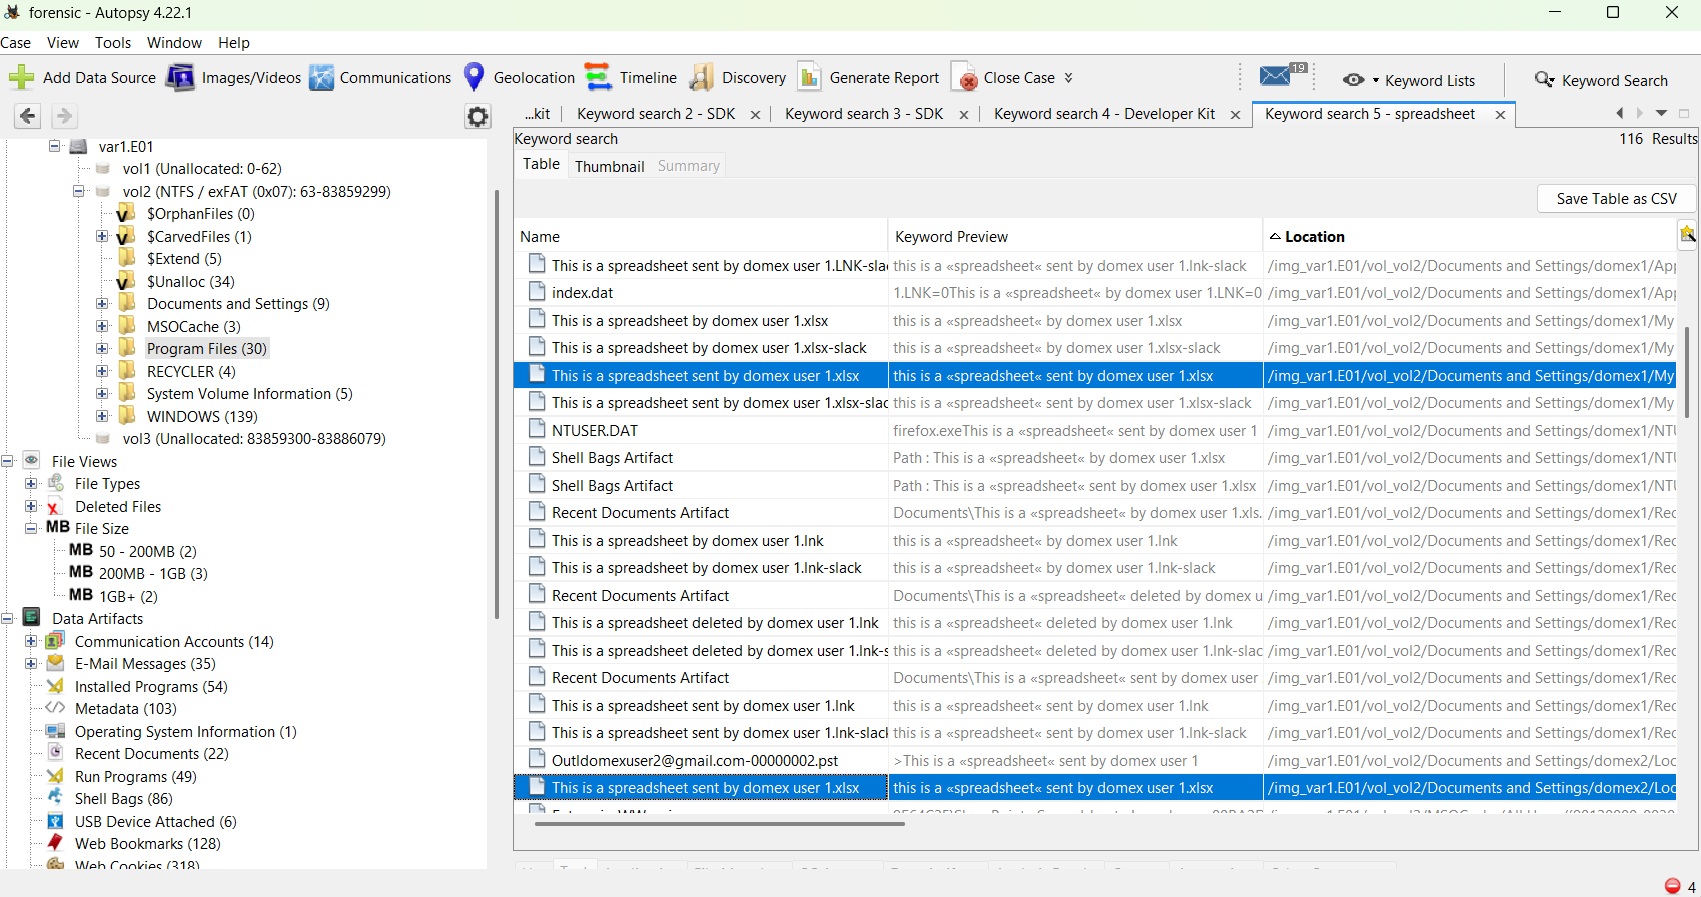 forensic - Autopsy 4.22.1
Case View Tools Window Help
Add Data Source Images/Videos Communications Geolocation Timeline Discovery Generate Report Close Case 19 Keyword Lists Keyword Search
...kit Keyword search 2 - SDK Keyword search 3 - SDK Keyword search 4 - Developer Kit Keyword search 5 - spreadsheet
var1.E01
vol1 (Unallocated: 0-62)
vol2 (NTFS / exFAT (0x07): 63-83859299)
$OrphanFiles (0)
$CarvedFiles (1)
$Extend (5)
$Unalloc (34)
Documents and Settings (9)
MSOCache (3)
Program Files (30)
RECYCLER (4)
System Volume Information (5)
WINDOWS (139)
vol3 (Unallocated: 83859300-83886079)
File Views
File Types
Deleted Files
MB File Size
MB 50 - 200MB (2)
MB 200MB - 1GB (3)
MB 1GB+ (2)
Data Artifacts
Communication Accounts (14)
E-Mail Messages (35)
Installed Programs (54)
Metadata (103)
Operating System Information (1)
Recent Documents (22)
Run Programs (49)
Shell Bags (86)
USB Device Attached (6)
Web Bookmarks (128)
Web Cookies (318)
Keyword search 116 Results
Table Thumbnail Summary
Save Table as CSV
Name Keyword Preview Location
This is a spreadsheet sent by domex user 1.LNK-slac this is a «spreadsheet« sent by domex user 1.lnk-slack /img_var1.E01/vol_vol2/Documents and Settings/domex1/App
index.dat 1.LNK=0This is a «spreadsheet« by domex user 1.LNK=0 /img_var1.E01/vol_vol2/Documents and Settings/domex1/App
This is a spreadsheet by domex user 1.xlsx this is a «spreadsheet« by domex user 1.xlsx /img_var1.E01/vol_vol2/Documents and Settings/domex1/My
This is a spreadsheet by domex user 1.xlsx-slack this is a «spreadsheet« by domex user 1.xlsx-slack /img_var1.E01/vol_vol2/Documents and Settings/domex1/My
This is a spreadsheet sent by domex user 1.xlsx this is a «spreadsheet« sent by domex user 1.xlsx /img_var1.E01/vol_vol2/Documents and Settings/domex1/My
This is a spreadsheet sent by domex user 1.xlsx-slac this is a «spreadsheet« sent by domex user 1.xlsx-slack /img_var1.E01/vol_vol2/Documents and Settings/domex1/My
NTUSER.DAT firefox.exeThis is a «spreadsheet« sent by domex user 1 /img_var1.E01/vol_vol2/Documents and Settings/domex1/NTU
Shell Bags Artifact Path : This is a «spreadsheet« by domex user 1.xlsx /img_var1.E01/vol_vol2/Documents and Settings/domex1/NTU
Shell Bags Artifact Path : This is a «spreadsheet« sent by domex user 1.xlsx /img_var1.E01/vol_vol2/Documents and Settings/domex1/NTU
Recent Documents Artifact Documents\This is a «spreadsheet« by domex user 1.xls. /img_var1.E01/vol_vol2/Documents and Settings/domex1/Rec
This is a spreadsheet by domex user 1.lnk this is a «spreadsheet« by domex user 1.lnk /img_var1.E01/vol_vol2/Documents and Settings/domex1/Rec
This is a spreadsheet by domex user 1.lnk-slack this is a «spreadsheet« by domex user 1.lnk-slack /img_var1.E01/vol_vol2/Documents and Settings/domex1/Rec
Recent Documents Artifact Documents\This is a «spreadsheet« deleted by domex u /img_var1.E01/vol_vol2/Documents and Settings/domex1/Rec
This is a spreadsheet deleted by domex user 1.lnk this is a «spreadsheet« deleted by domex user 1.lnk /img_var1.E01/vol_vol2/Documents and Settings/domex1/Rec
This is a spreadsheet deleted by domex user 1.lnk-s this is a «spreadsheet« deleted by domex user 1.lnk-slac /img_var1.E01/vol_vol2/Documents and Settings/domex1/Rec
Recent Documents Artifact Documents\This is a «spreadsheet« sent by domex user /img_var1.E01/vol_vol2/Documents and Settings/domex1/Rec
This is a spreadsheet sent by domex user 1.lnk this is a «spreadsheet« sent by domex user 1.lnk /img_var1.E01/vol_vol2/Documents and Settings/domex1/Rec
This is a spreadsheet sent by domex user 1.lnk-slack this is a «spreadsheet« sent by domex user 1.lnk-slack /img_var1.E01/vol_vol2/Documents and Settings/domex1/Rec
Outldomexuser2@gmail.com-00000002.pst >This is a «spreadsheet« sent by domex user 1 /img_var1.E01/vol_vol2/Documents and Settings/domex2/Loc
This is a spreadsheet sent by domex user 1.xlsx this is a «spreadsheet« sent by domex user 1.xlsx /img_var1.E01/vol_vol2/Documents and Settings/domex2/Loc
4